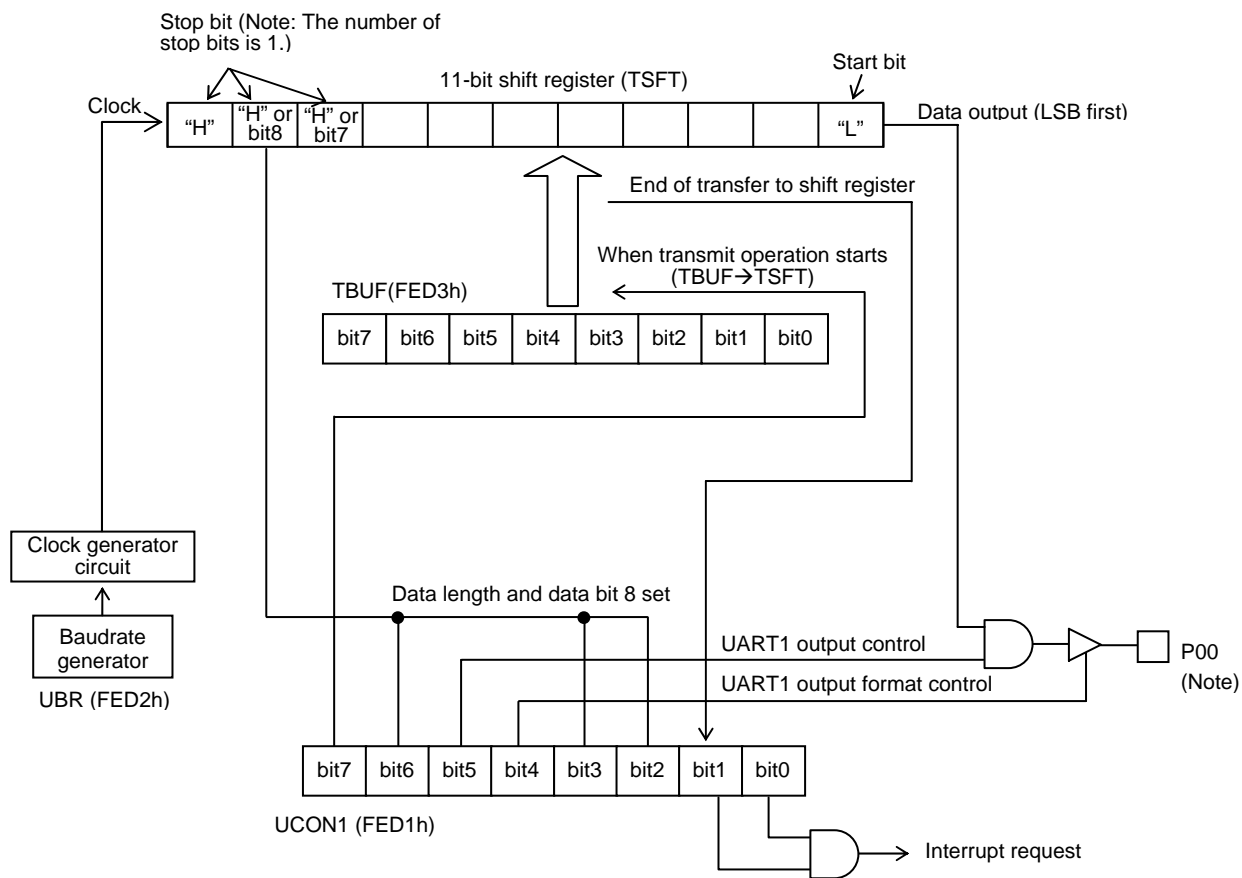 Stop bit (Note: The number of
stop bits is 1.)
11-bit shift register (TSFT)
Start bit
Clock
Data output (LSB first)
“H”
“H” or
bit8
“H” or
bit7
“L”
End of transfer to shift register
When transmit operation starts
(TBUF→TSFT)
TBUF(FED3h)
bit7 bit6 bit5 bit4 bit3 bit2 bit1 bit0
Clock generator
circuit
Data length and data bit 8 set
Baudrate
generator
UART1 output control
P00
(Note)
UBR (FED2h)
UART1 output format control
bit7 bit6 bit5 bit4 bit3 bit2 bit1 bit0
UCON1 (FED1h)
Interrupt request